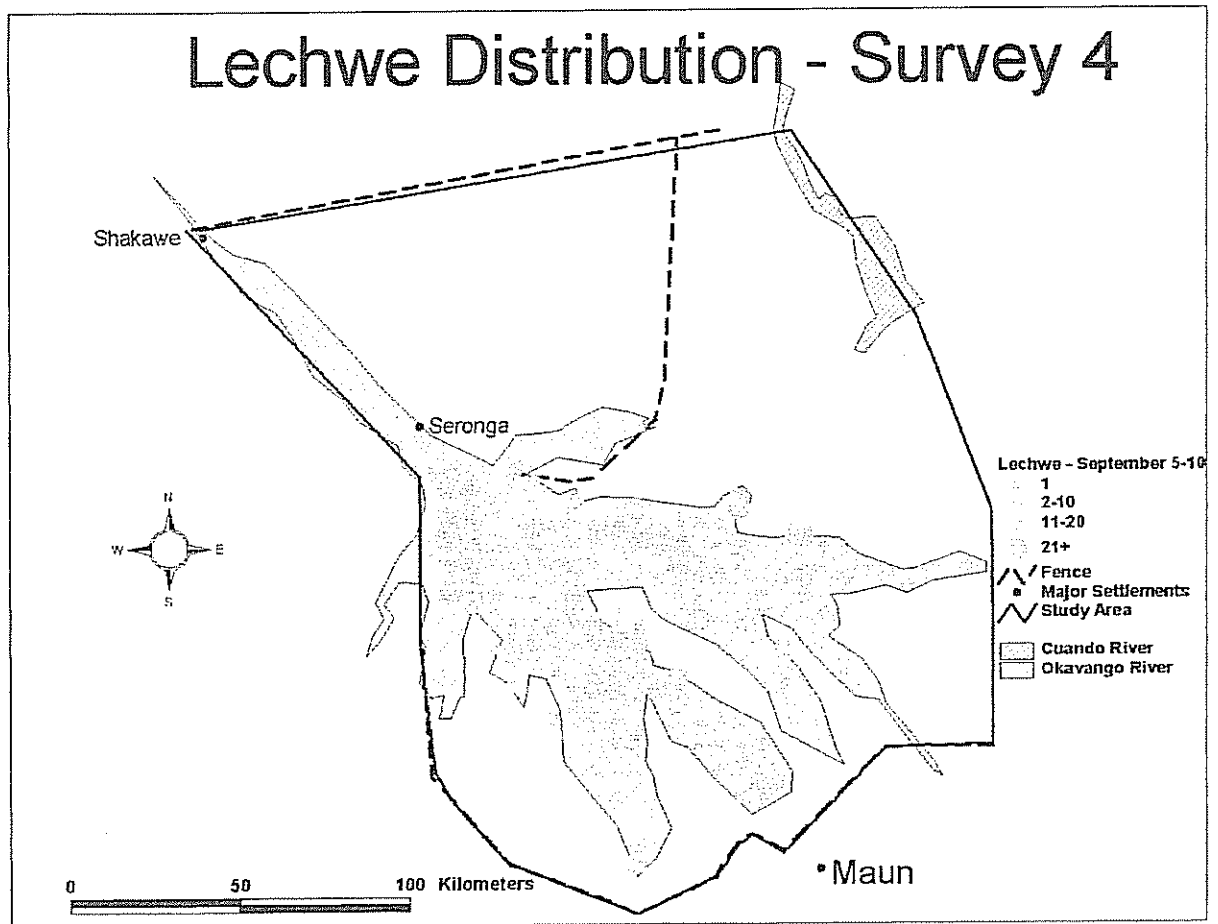 Lechwe Distribution - Survey 4
Shakawe
Seronga
N
W E
S
Lechwe - September 5-10
1
2-10
11-20
21+
Fence
Major Settlements
Study Area
Cuando River
Okavango River
0 50 100 Kilometers
Maun